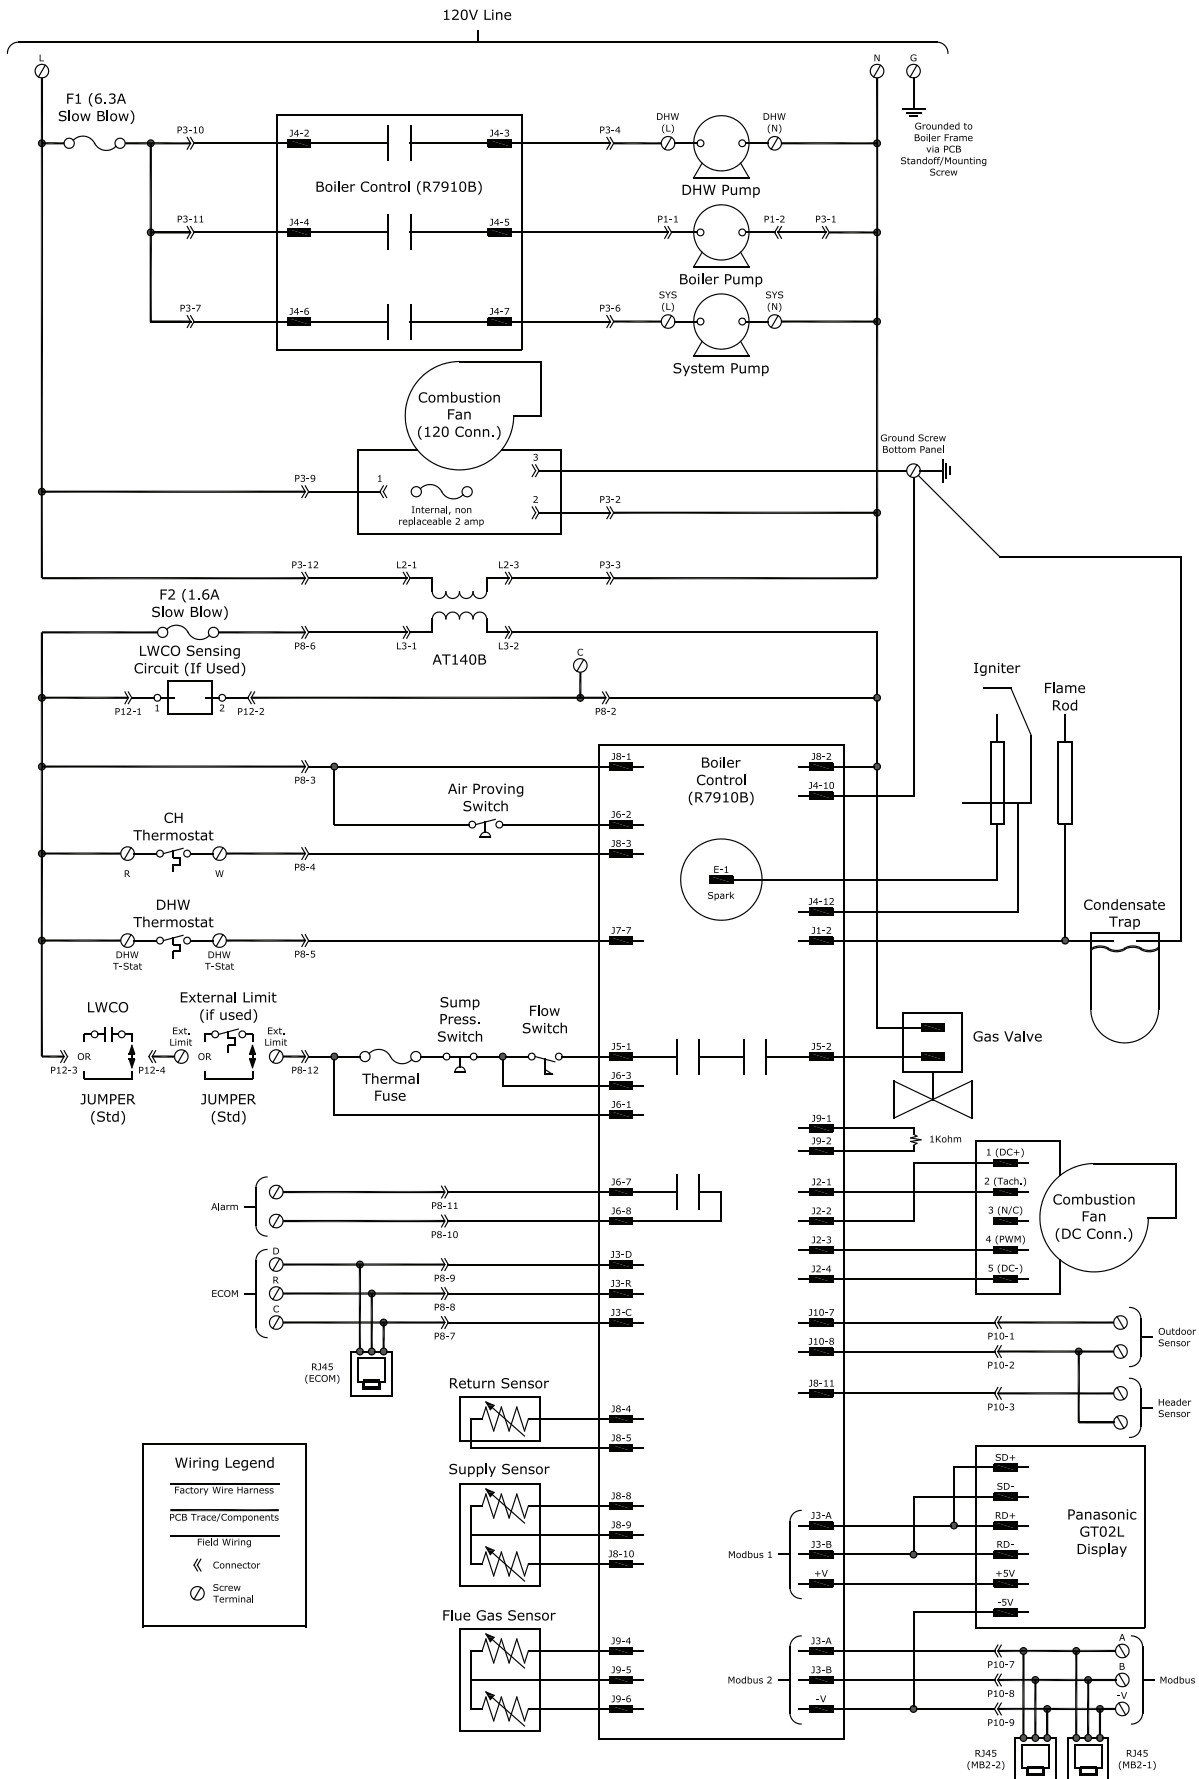 120V Line
L
N
G
F1 (6.3A
Slow Blow)
P3-10
J4-2
J4-3
P3-4
DHW
(L)
DHW
(N)
Grounded to
Boiler Frame
via PCB
Standoff/Mounting
Screw
Boiler Control (R7910B)
DHW Pump
P3-11
J4-4
J4-5
P1-1
P1-2
P3-1
Boiler Pump
P3-7
J4-6
J4-7
P3-6
SYS
(L)
SYS
(N)
System Pump
Combustion
Fan
(120 Conn.)
Ground Screw
Bottom Panel
P3-9
1
3
2
Internal, non
replaceable 2 amp
P3-2
P3-12
L2-1
L2-3
P3-3
F2 (1.6A
Slow Blow)
P8-6
L3-1
L3-2
AT140B
LWCO Sensing
Circuit (If Used)
P12-1
1
2
P12-2
C
P8-2
Igniter
Flame
Rod
P8-3
J8-1
Boiler
Control
(R7910B)
J8-2
J4-10
Air Proving
Switch
J6-2
CH
Thermostat
R
W
P8-4
J8-3
E-1
Spark
J4-12
Condensate
Trap
DHW
Thermostat
DHW
T-Stat
DHW
T-Stat
P8-5
J7-7
J1-2
LWCO
OR
P12-3
P12-4
JUMPER
(Std)
External Limit
(if used)
Ext.
Limit
OR
Ext.
Limit
JUMPER
(Std)
P8-12
Thermal
Fuse
Sump
Press.
Switch
Flow
Switch
J5-1
J5-2
Gas Valve
J6-3
J6-1
J9-1
J9-2
1Kohm
Alarm
P8-11
P8-10
J6-7
J6-8
J2-1
J2-2
J2-3
J2-4
1 (DC+)
2 (Tach.)
3 (N/C)
4 (PWM)
5 (DC-)
Combustion
Fan
(DC Conn.)
ECOM
D
R
C
P8-9
P8-8
P8-7
J3-D
J3-R
J3-C
RJ45
(ECOM)
J10-7
J10-8
J8-11
P10-1
P10-2
P10-3
Outdoor
Sensor
Header
Sensor
Return Sensor
J8-4
J8-5
Supply Sensor
J8-8
J8-9
J8-10
Flue Gas Sensor
J9-4
J9-5
J9-6
Wiring Legend
Factory Wire Harness
PCB Trace/Components
Field Wiring
Connector
Screw
Terminal
Modbus 1
J3-A
J3-B
+V
SD+
SD-
RD+
RD-
+5V
-5V
Panasonic
GT02L
Display
Modbus 2
J3-A
J3-B
-V
P10-7
P10-8
P10-9
A
B
-V
Modbus
RJ45
(MB2-2)
RJ45
(MB2-1)